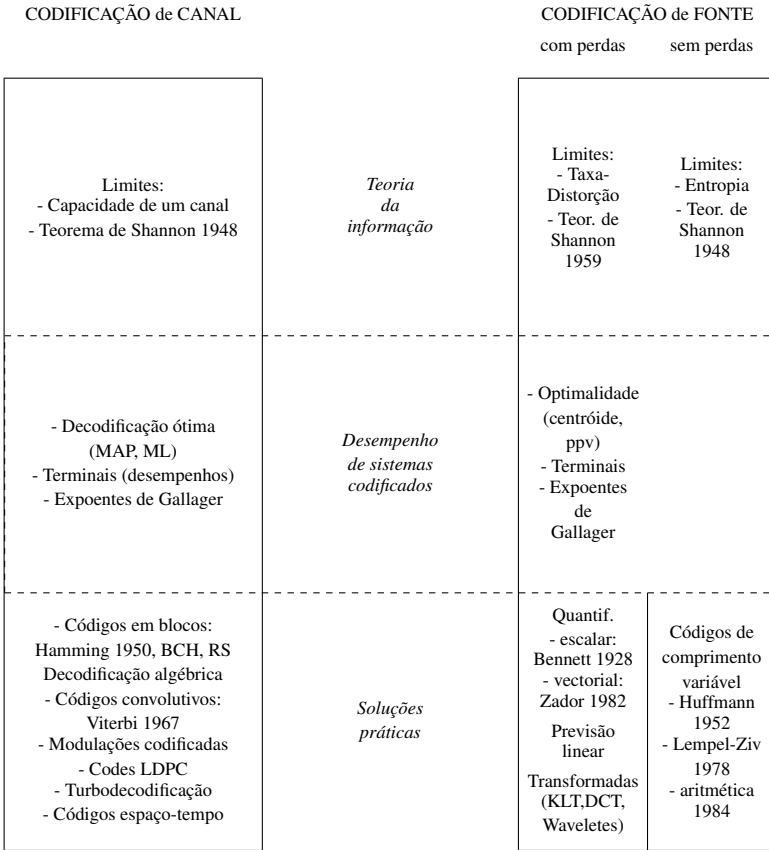 CODIFICAÇÃO de CANAL
CODIFICAÇÃO de FONTE
com perdas
sem perdas
Limites:
- Capacidade de um canal
- Teorema de Shannon 1948
Teoria
da
informação
Limites:
- Taxa-
Distorção
- Teor. de
Shannon
1959
Limites:
- Entropia
- Teor. de
Shannon
1948
- Decodificação ótima
(MAP, ML)
- Terminais (desempenhos)
- Expoentes de Gallager
Desempenho
de sistemas
codificados
- Optimalidade
(centróide,
ppv)
- Terminais
- Expoentes
de
Gallager
- Códigos em blocos:
Hamming 1950, BCH, RS
Decodificação algébrica
- Códigos convolutivos:
Viterbi 1967
- Modulações codificadas
- Codes LDPC
- Turbodecodificação
- Códigos espaço-tempo
Soluções
práticas
Quantif.
- escalar:
Bennett 1928
- vectorial:
Zador 1982
Previsão
linear
Transformadas
(KLT,DCT,
Waveletes)
Códigos de
comprimento
variável
- Huffmann
1952
- Lempel-Ziv
1978
- aritmética
1984